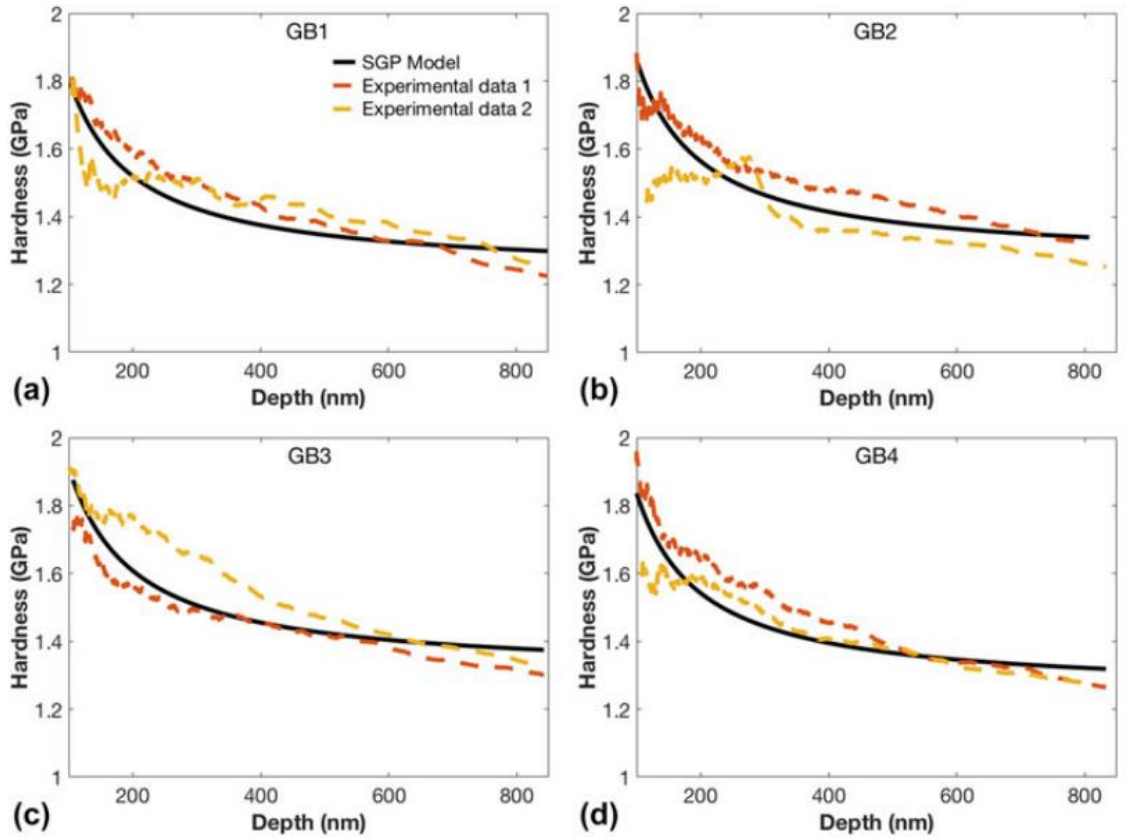 GB1
SGP Model
Experimental data 1
Experimental data 2
Hardness (GPa)
2
1.8
1.6
1.4
1.2
1
200
400
600
800
Depth (nm)
(a)
GB2
Hardness (GPa)
2
1.8
1.6
1.4
1.2
1
200
400
600
800
Depth (nm)
(b)
GB3
Hardness (GPa)
2
1.8
1.6
1.4
1.2
1
200
400
600
800
Depth (nm)
(c)
GB4
Hardness (GPa)
2
1.8
1.6
1.4
1.2
1
200
400
600
800
Depth (nm)
(d)